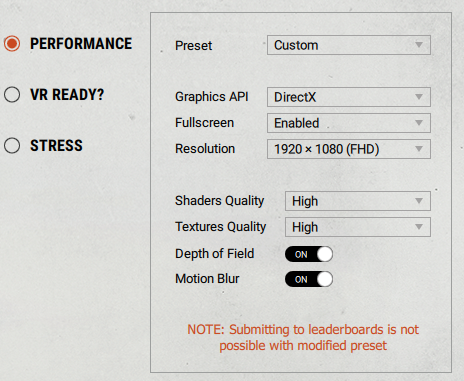 PERFORMANCE
VR READY?
STRESS
Preset Custom
Graphics API DirectX
Fullscreen Enabled
Resolution 1920 × 1080 (FHD)
Shaders Quality High
Textures Quality High
Depth of Field ON
Motion Blur ON
NOTE: Submitting to leaderboards is not
possible with modified preset